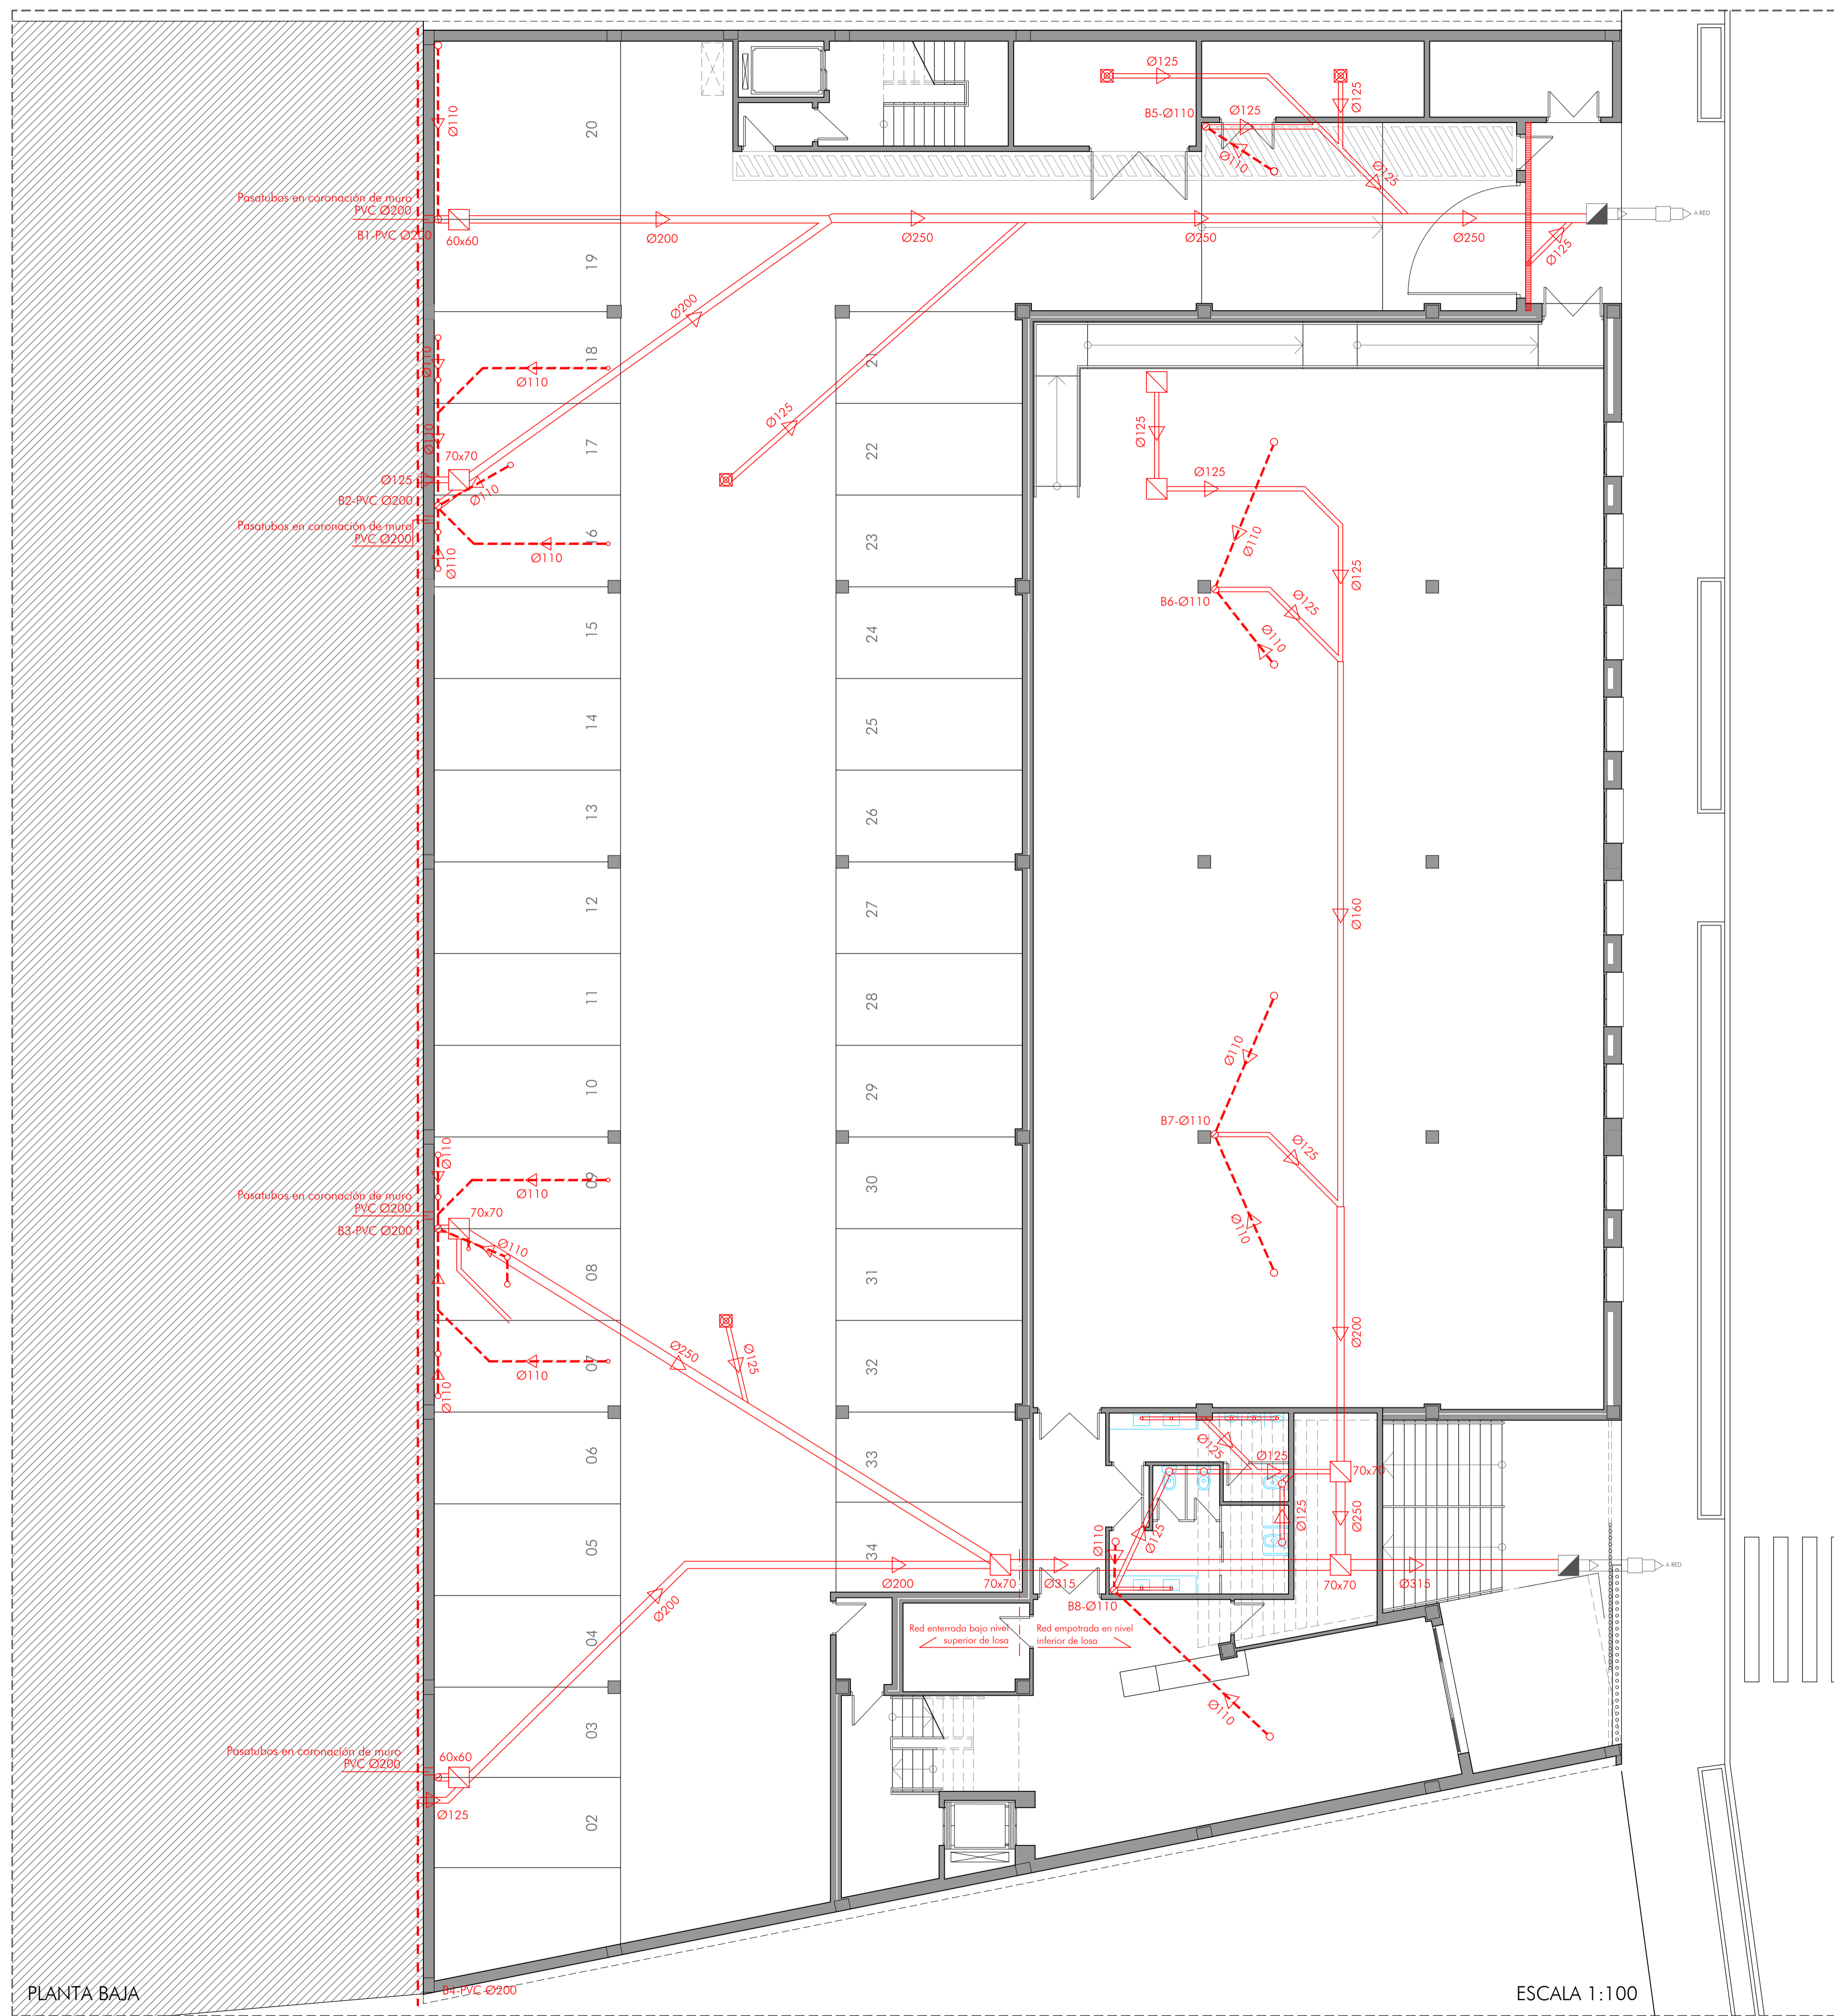 Ø125
Ø125
B5-Ø110
Ø125
Ø110
20
Ø110
Ø125
Pasatubos en coronación de muro
PVC Ø200
B1-PVC Ø200
60x60
Ø200
Ø250
Ø250
Ø250
Ø125
A RED
19
Ø200
Ø110
18
Ø110
21
Ø125
Ø125
Ø110
17
70x70
22
Ø125
Ø110
Ø125
B2-PVC Ø200
Pasatubos en coronación de muro
PVC Ø200
16
Ø110
Ø110
23
Ø110
Ø125
B6-Ø110
Ø125
Ø110
15
24
14
25
13
26
12
27
Ø160
11
28
Ø110
10
29
B7-Ø110
Ø125
Ø110
09
Ø110
30
Pasatubos en coronación de muro
PVC Ø200
70x70
B3-PVC Ø200
Ø110
Ø110
08
31
Ø250
Ø125
Ø200
07
Ø110
32
Ø110
06
33
Ø125
Ø125
70x70
05
34
Ø110
Ø125
Ø125
Ø250
Ø200
70x70
Ø315
70x70
Ø315
A RED
Ø200
B8-Ø110
04
Red enterrada bajo nivel
superior de losa
Red empotrada en nivel
inferior de losa
Ø110
03
Pasatubos en coronación de muro
PVC Ø200
60x60
Ø125
02
B4-PVC Ø200
PLANTA BAJA
ESCALA 1:100